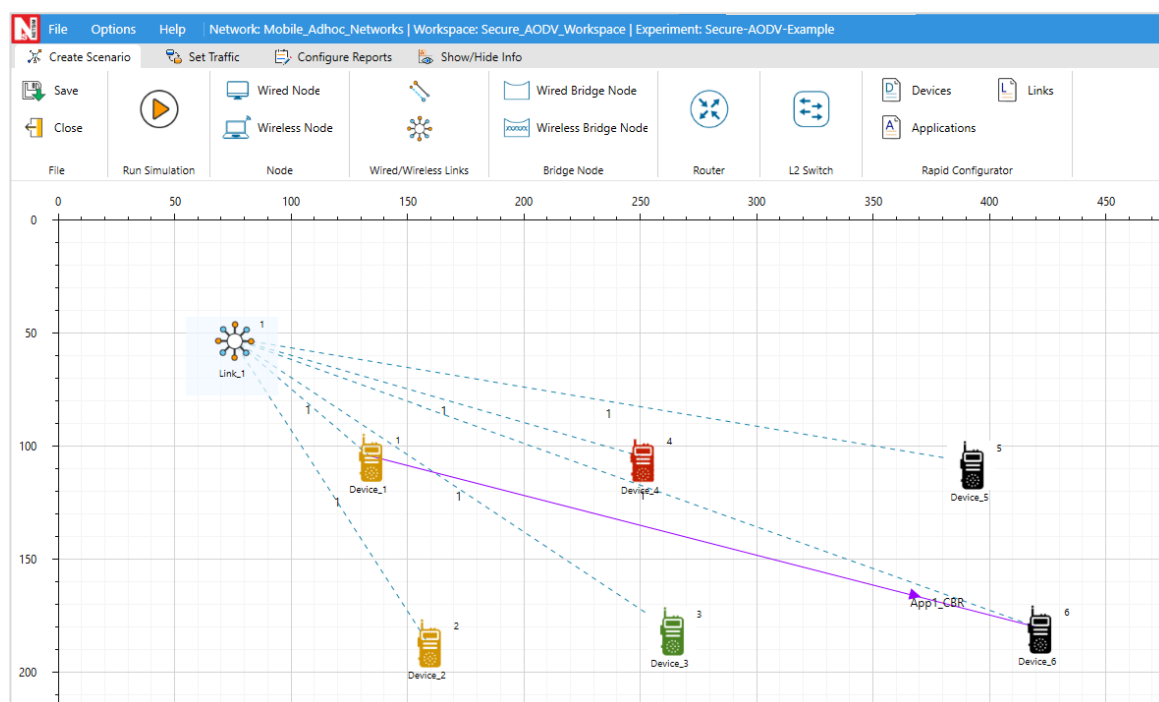 NETSIM File Options Help Network: Mobile_Adhoc_Networks | Workspace: Secure_AODV_Workspace | Experiment: Secure-AODV-Example
Create Scenario Set Traffic Configure Reports Show/Hide Info
Save Wired Node Wired Bridge Node D Devices L Links
Close Wireless Node Wireless Bridge Node A Applications
File Run Simulation Node Wired/Wireless Links Bridge Node Router L2 Switch Rapid Configurator
0 50 100 150 200 250 300 350 400 450
0
50
1
Link_1
1 1 1
100
1 4 5
Device_1 Device_4 Device_5
1 1 1
150
App1_CBR
2 3 6
Device_3 Device_6
200
Device_2